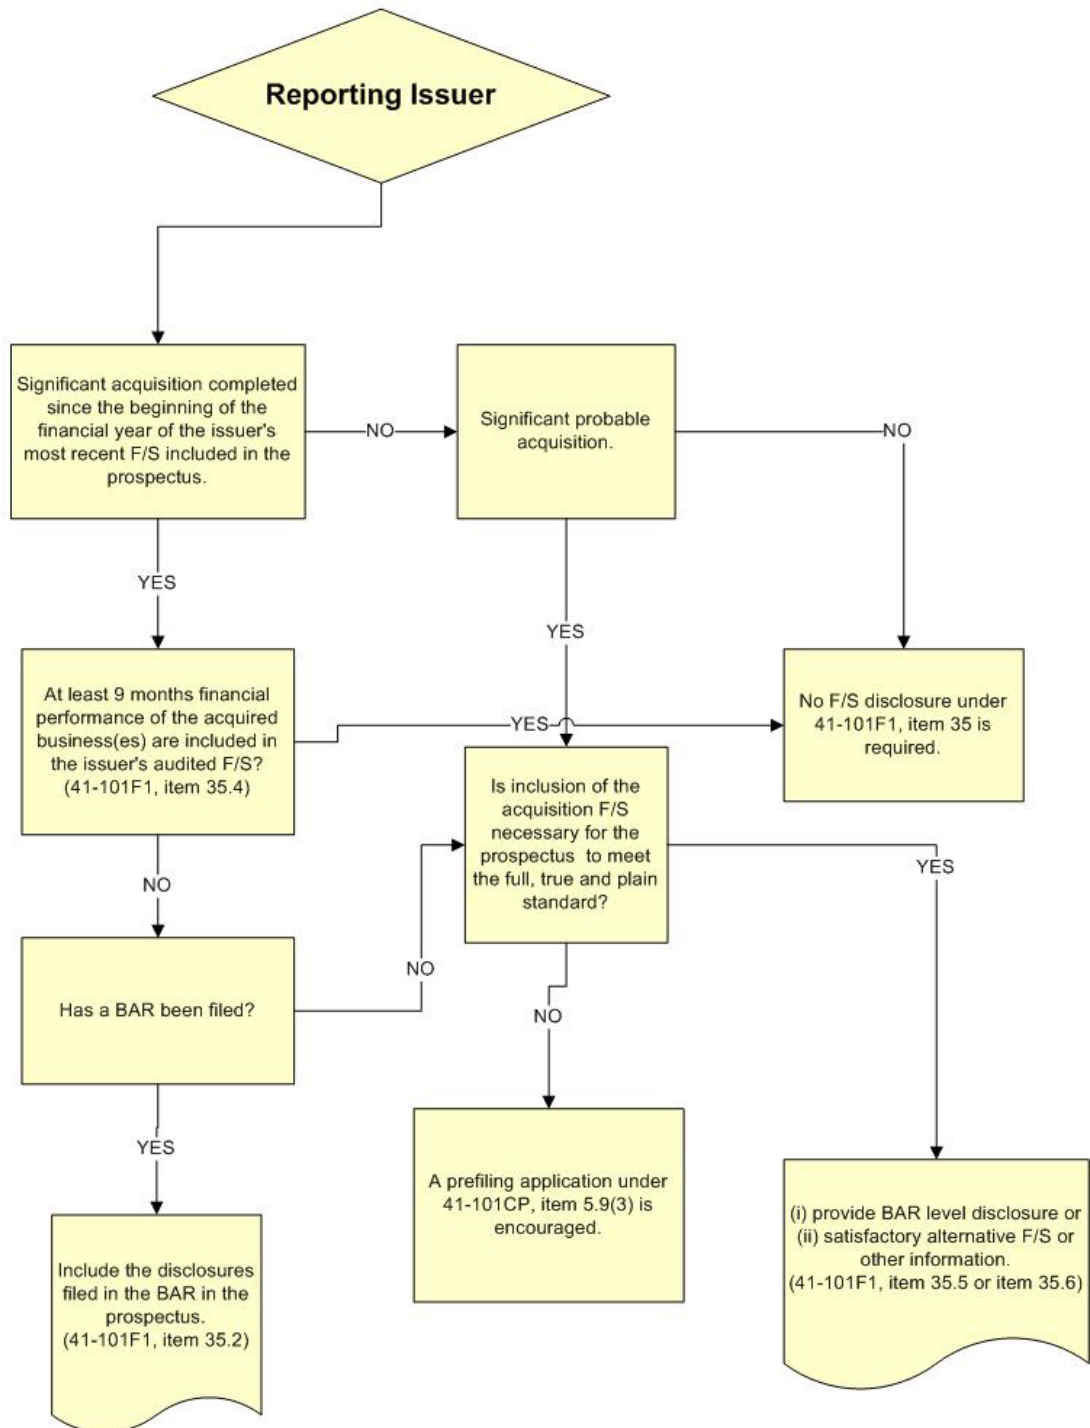 Reporting Issuer
Significant acquisition completed
since the beginning of the
financial year of the issuer's
most recent F/S included in the
prospectus.
NO
Significant probable
acquisition.
NO
YES
YES
At least 9 months financial
performance of the acquired
business(es) are included in
the issuer's audited F/S?
(41-101F1, item 35.4)
YES
No F/S disclosure under
41-101F1, item 35 is
required.
Is inclusion of the
acquisition F/S
necessary for the
prospectus to meet
the full, true and plain
standard?
YES
NO
Has a BAR been filed?
NO
NO
YES
A prefiling application under
41-101CP, item 5.9(3) is
encouraged.
(i) provide BAR level disclosure or
(ii) satisfactory alternative F/S or
other information.
(41-101F1, item 35.5 or item 35.6)
Include the disclosures
filed in the BAR in the
prospectus.
(41-101F1, item 35.2)